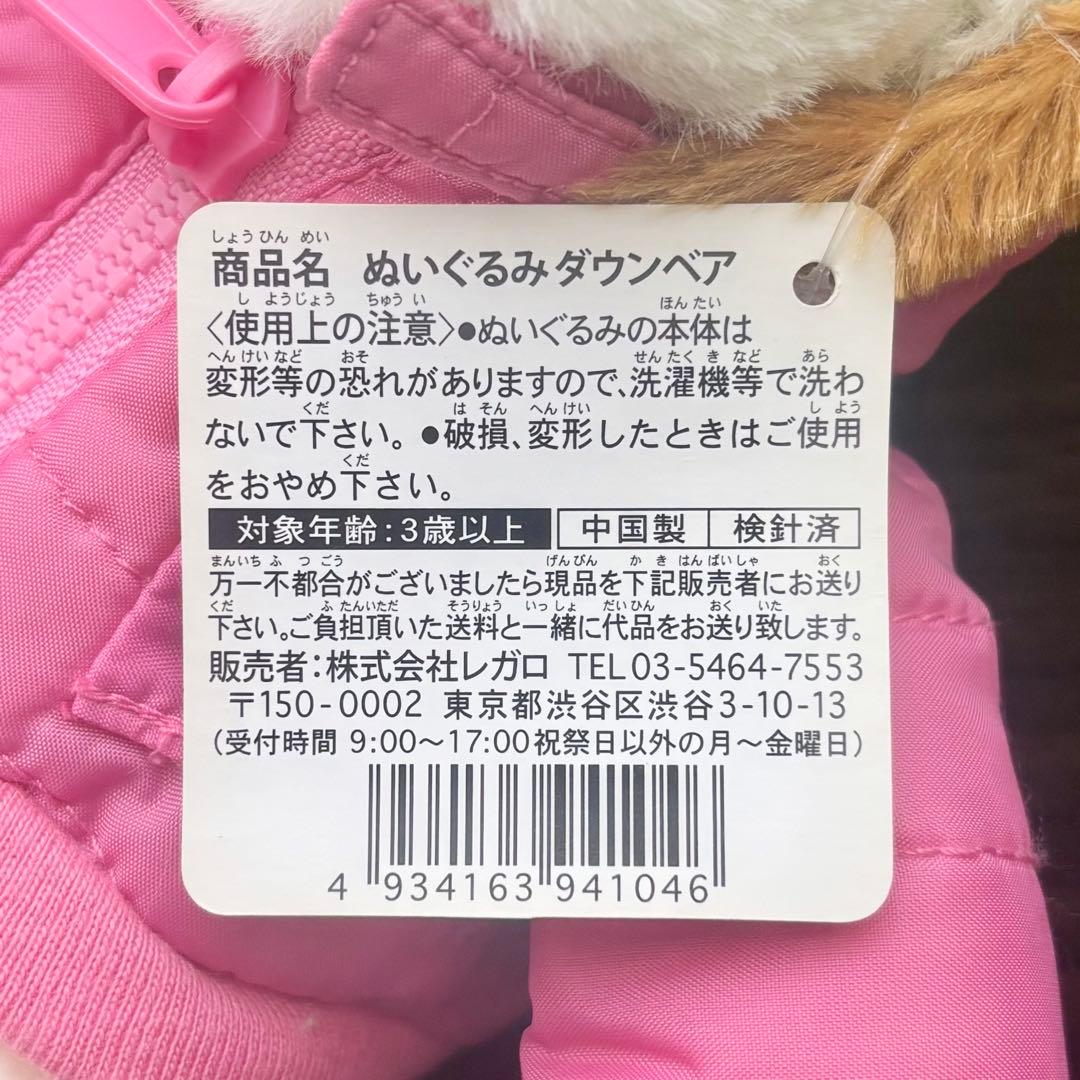 しょうひんめい
商品名 ぬいぐるみダウンベア
しようじょう ちゅうい ほんたい
〈使用上の注意〉●ぬいぐるみの本体は
へんけいなど おそ せんたくきなど あら
変形等の恐れがありますので、洗濯機等で洗わ
くだ はそん へんけい しよう
ないで下さい。●破損、変形したときはご使用
くだ
をおやめ下さい。
対象年齢:3歳以上 中国製 検針済
まんいちふつごう げんぴん かきはんばいしゃ おく
万一不都合がございましたら現品を下記販売者にお送り
くだ ふたんいただ そうりょう いっしょ だいひん おく いた
下さい。ご負担頂いた送料と一緒に代品をお送り致します。
販売者:株式会社レガロ TEL03-5464-7553
〒150-0002 東京都渋谷区渋谷3-10-13
(受付時間 9:00〜17:00祝祭日以外の月〜金曜日)
4 934163 941046